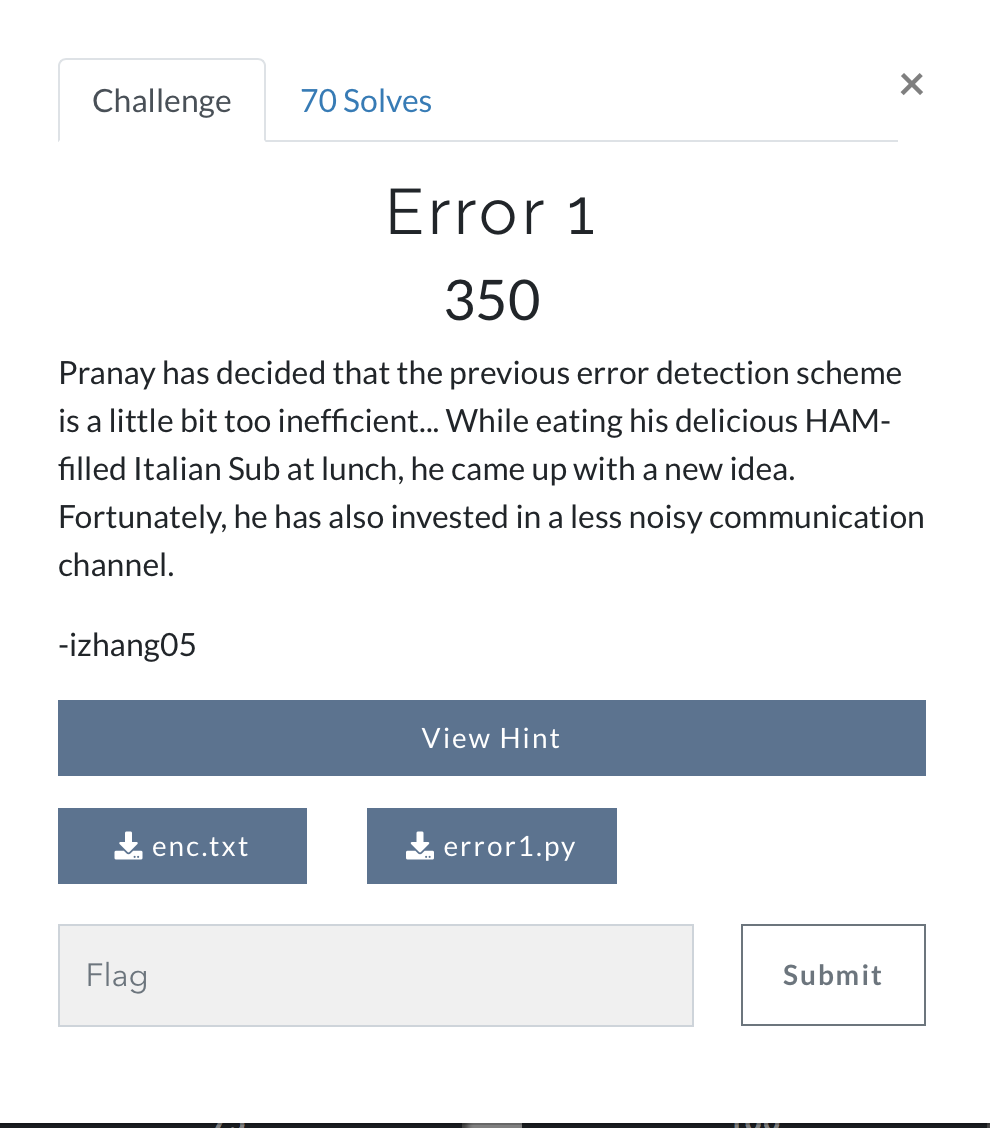 Challenge
70 Solves
×
Error 1
350
Pranay has decided that the previous error detection scheme
is a little bit too inefficient... While eating his delicious HAM-
filled Italian Sub at lunch, he came up with a new idea.
Fortunately, he has also invested in a less noisy communication
channel.
-izhang05
View Hint
enc.txt
error1.py
Flag
Submit